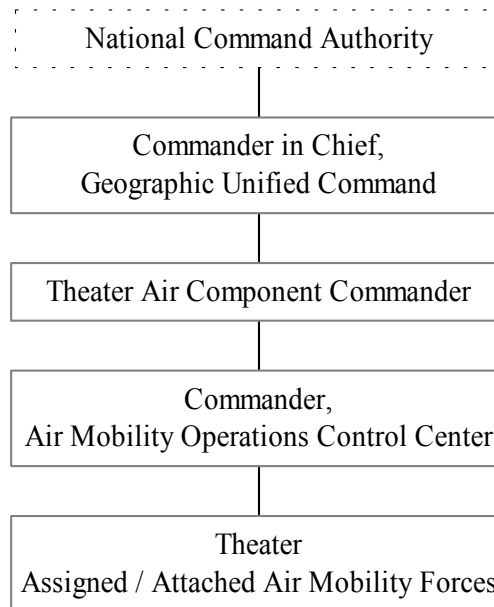 National Command Authority
Commander in Chief,
Geographic Unified Command
Theater Air Component Commander
Commander,
Air Mobility Operations Control Center
Theater
Assigned / Attached Air Mobility Forces